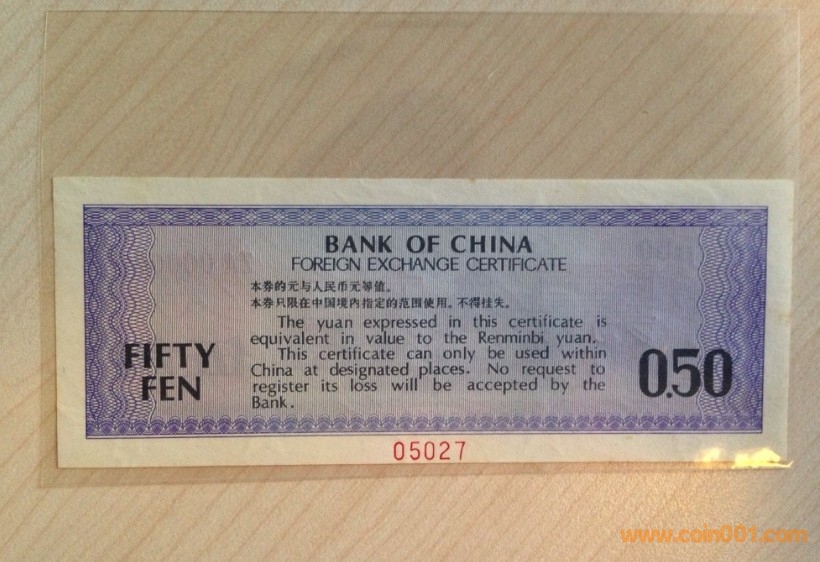 BANK OF CHINA
FOREIGN EXCHANGE CERTIFICATE
本券的元与人民币元等值。
本券只限在中国境内指定的范围使用。不得挂失。
The yuan expressed in this certificate is
equivalent in value to the Renminbi yuan.
This certificate can only be used within
China at designated places. No request to
register its loss will be accepted by the
Bank.
FIFTY
FEN
0.50
05027
www.coin001.com